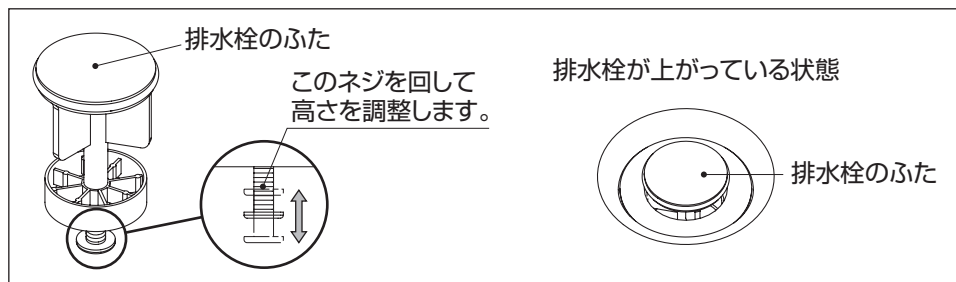 排水栓のふた
このネジを回して
高さを調整します。
排水栓が上がっている状態
排水栓のふた